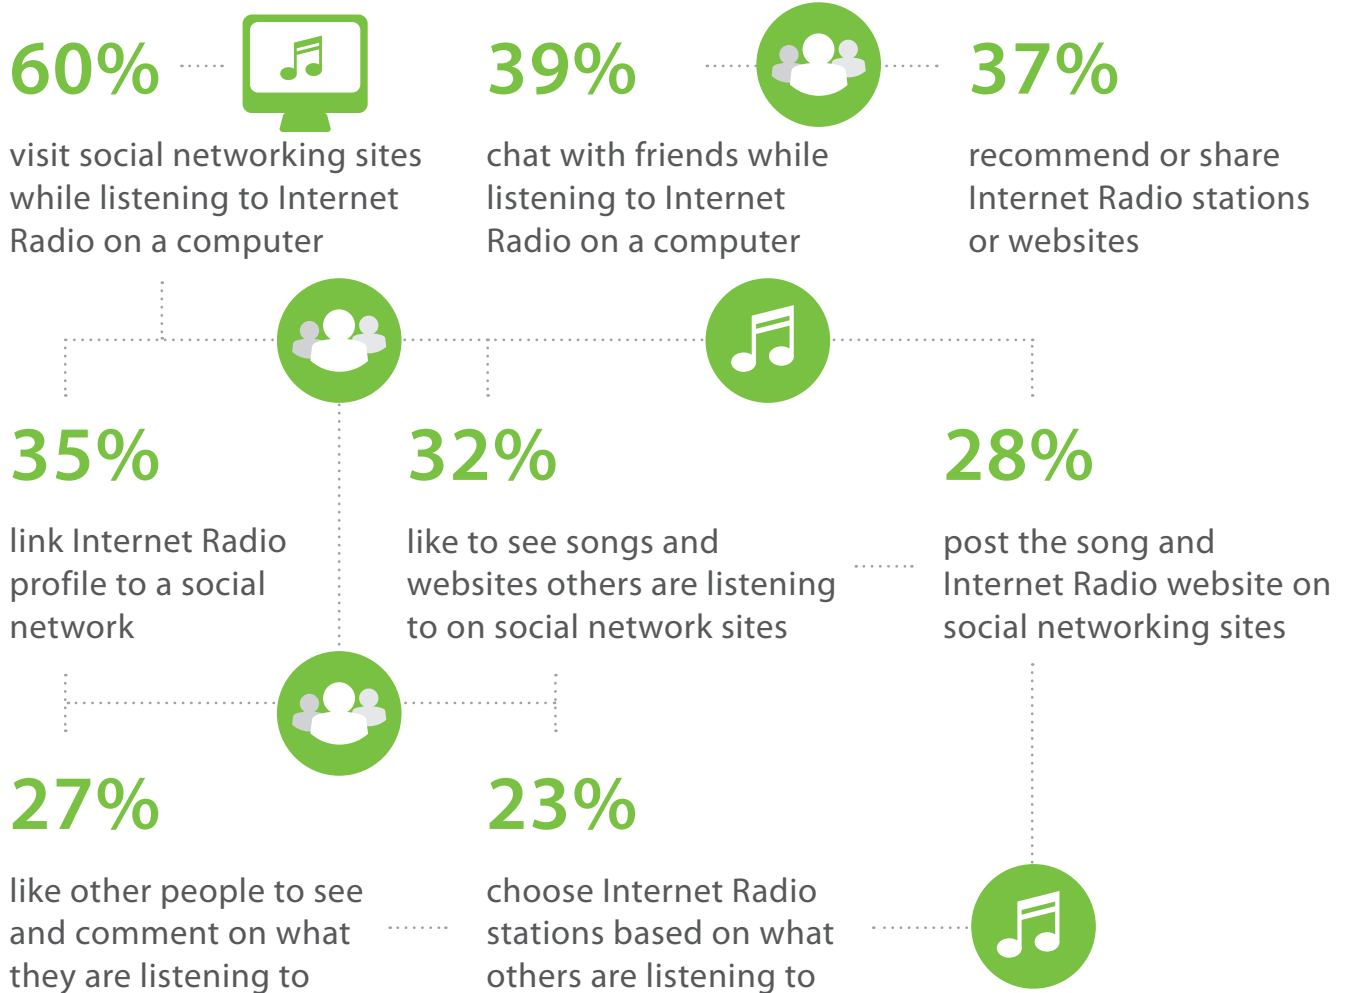 60%
visit social networking sites
while listening to Internet
Radio on a computer
39%
chat with friends while
listening to Internet
Radio on a computer
37%
recommend or share
Internet Radio stations
or websites
35%
link Internet Radio
profile to a social
network
32%
like to see songs and
websites others are listening
to on social network sites
28%
post the song and
Internet Radio website on
social networking sites
27%
like other people to see
and comment on what
they are listening to
23%
choose Internet Radio
stations based on what
others are listening to